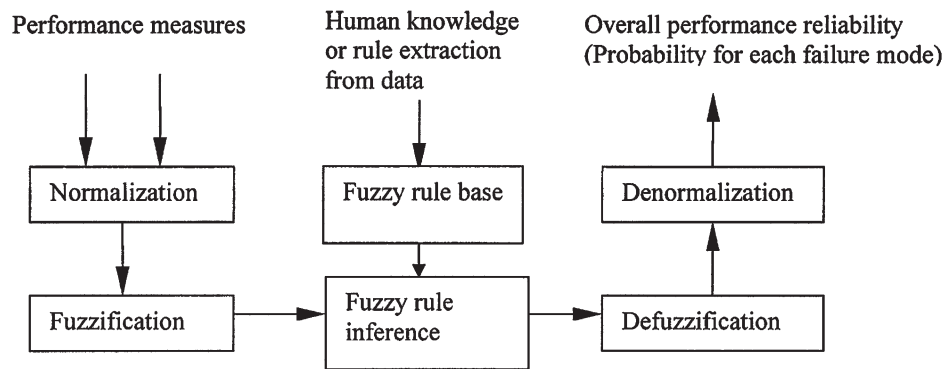 Performance measures
Human knowledge
or rule extraction
from data
Overall performance reliability
(Probability for each failure mode)
Normalization
Fuzzy rule base
Denormalization
Fuzzification
Fuzzy rule
inference
Defuzzification